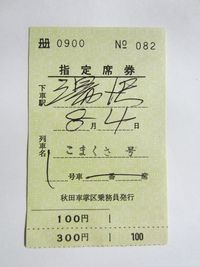 冊 0900 № 082
指定席券
下車駅 湯沢
8月4日
列車名 こまくさ号
1号車 番 席
秋田車掌区乗務員発行
100円
300円 100